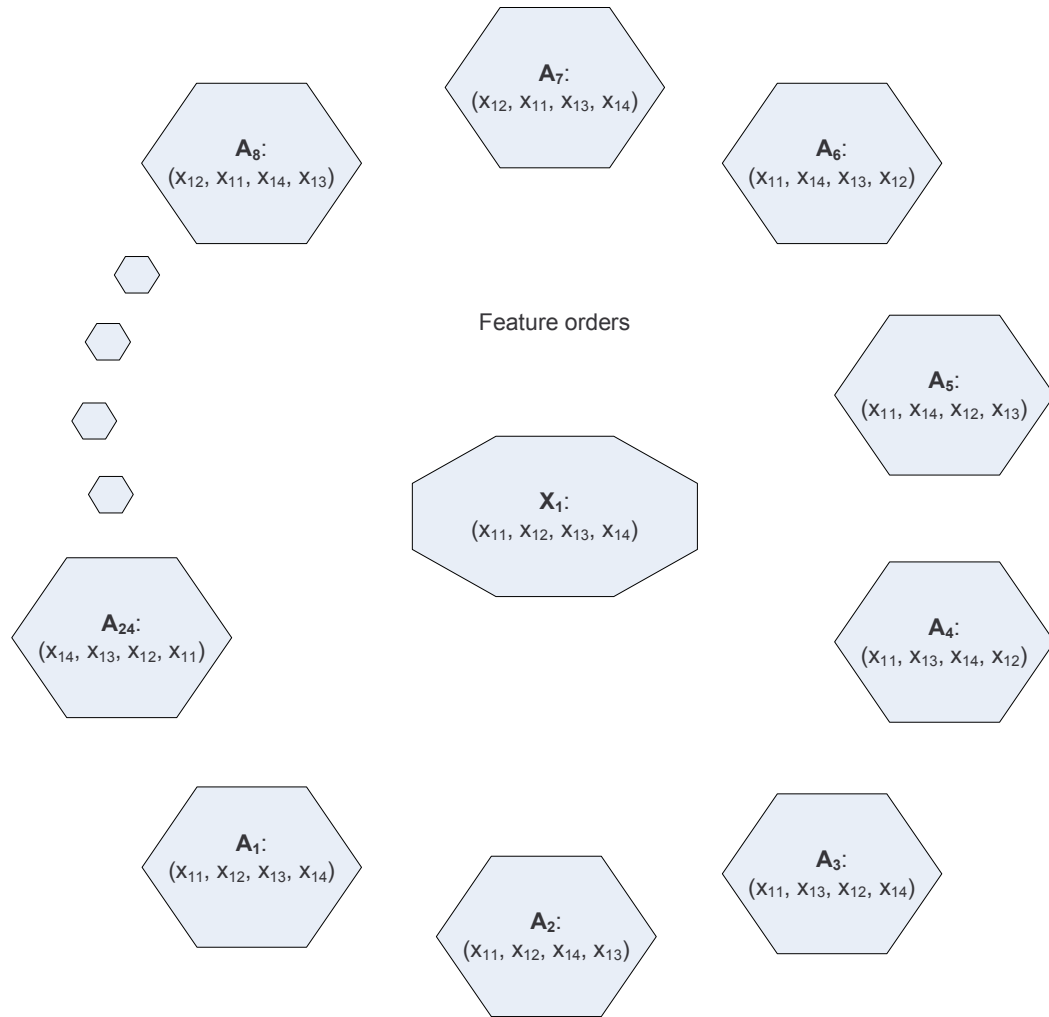 A₇:
(x₁₂, x₁₁, x₁₃, x₁₄)
A₈:
(x₁₂, x₁₁, x₁₄, x₁₃)
A₆:
(x₁₁, x₁₄, x₁₃, x₁₂)
Feature orders
A₅:
(x₁₁, x₁₄, x₁₂, x₁₃)
X₁:
(x₁₁, x₁₂, x₁₃, x₁₄)
A₂₄:
(x₁₄, x₁₃, x₁₂, x₁₁)
A₄:
(x₁₁, x₁₃, x₁₄, x₁₂)
A₁:
(x₁₁, x₁₂, x₁₃, x₁₄)
A₃:
(x₁₁, x₁₃, x₁₂, x₁₄)
A₂:
(x₁₁, x₁₂, x₁₄, x₁₃)